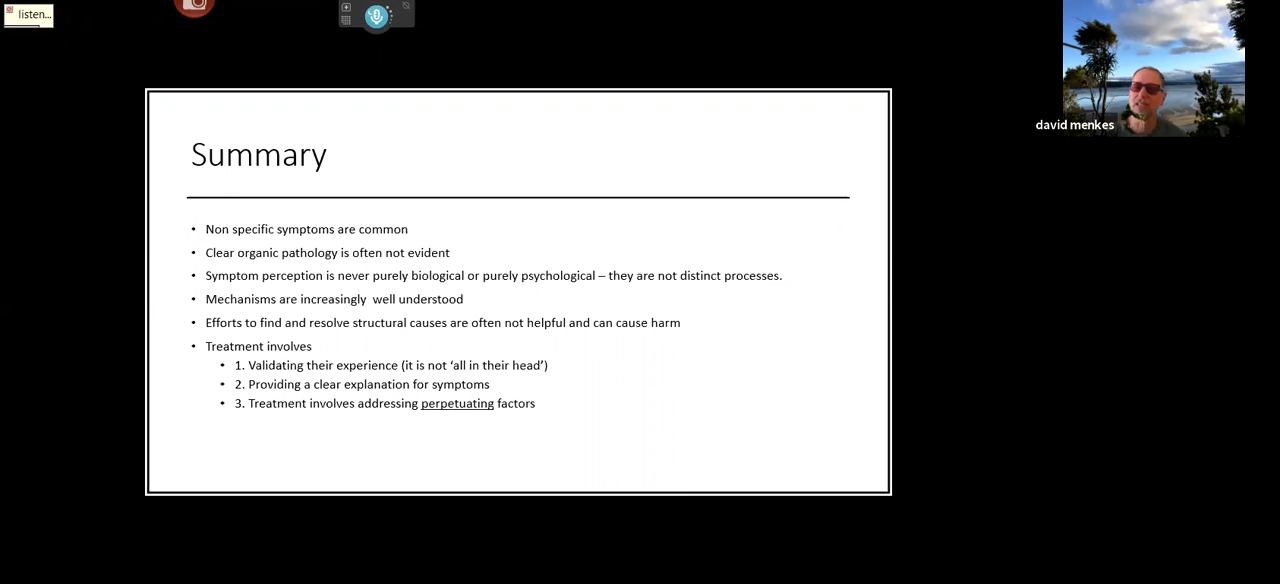 listen...
david menkes
Summary
• Non specific symptoms are common
• Clear organic pathology is often not evident
• Symptom perception is never purely biological or purely psychological – they are not distinct processes.
• Mechanisms are increasingly  well understood
• Efforts to find and resolve structural causes are often not helpful and can cause harm
• Treatment involves
• 1. Validating their experience (it is not ‘all in their head’)
• 2. Providing a clear explanation for symptoms
• 3. Treatment involves addressing perpetuating factors